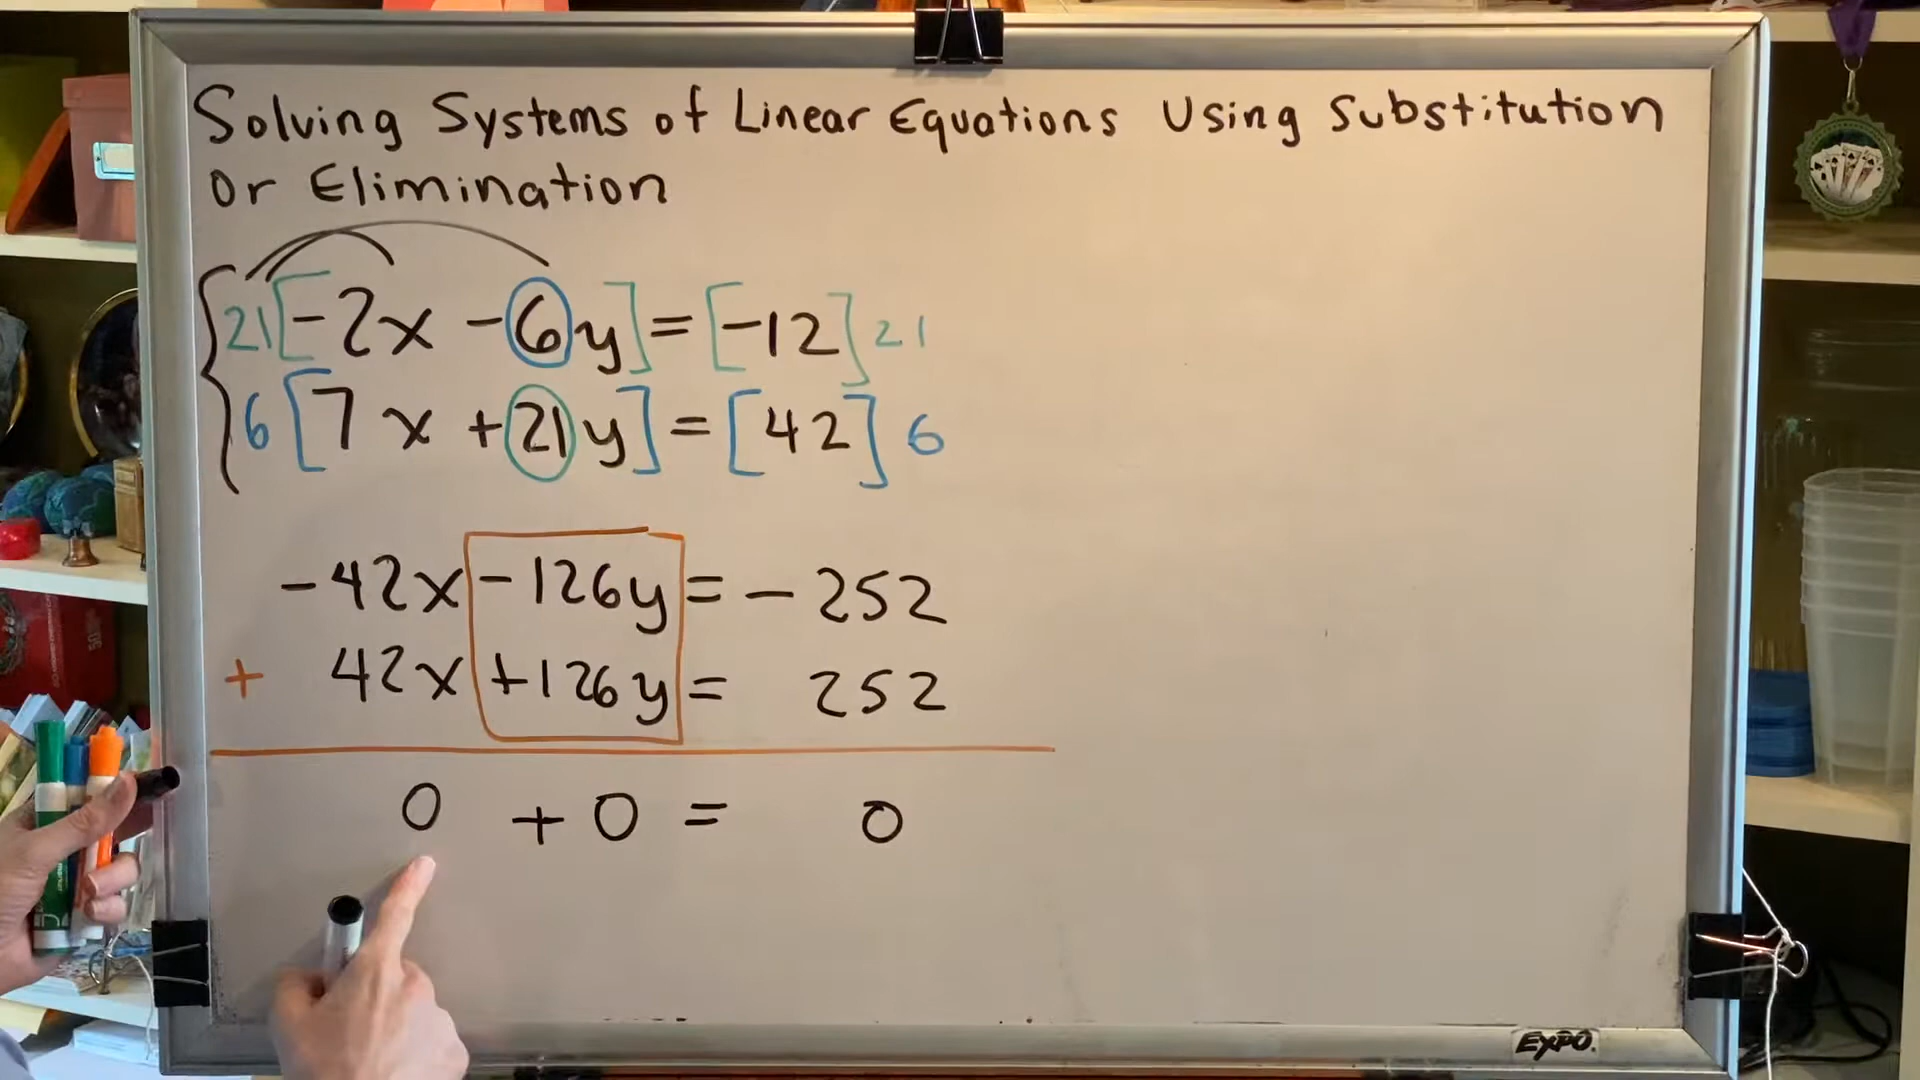 Solving Systems of Linear Equations Using Substitution
Or Elimination
21[-2x -6y]=[-12]21
6[7x +21y]=[42]6
-42x-126y=-252
+ 42x+126y= 252
0 +0 = 0
EXPO.